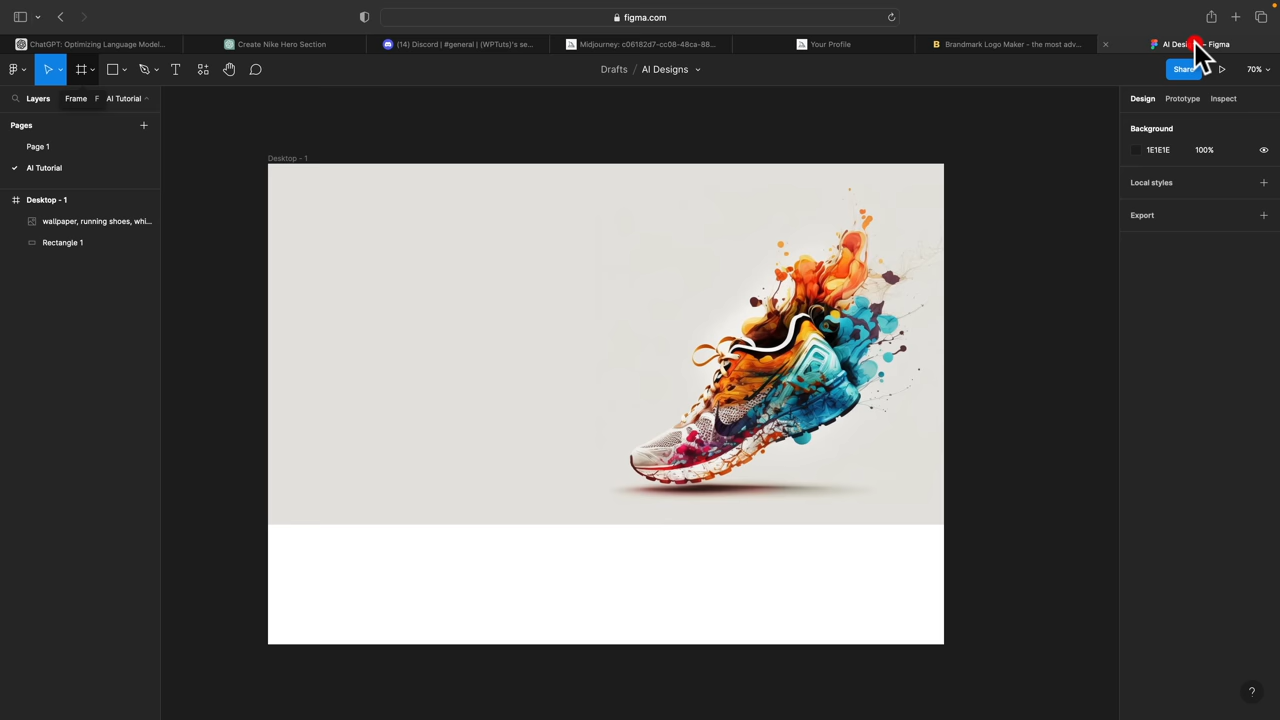 figma.com
ChatGPT: Optimizing Language Model...
Create Nike Hero Section
(14) Discord | #general | (WPTuts)'s se...
Midjourney: c06182d7-cc08-48ca-88...
Your Profile
Brandmark Logo Maker - the most adv...
AI Des
- Figma
Drafts / AI Designs
Share
70%
Layers
Frame F
AI Tutorial
Design
Prototype
Inspect
Pages
Page 1
AI Tutorial
Background
1E1E1E
100%
Local styles
Export
Desktop - 1
wallpaper, running shoes, whi...
Rectangle 1
Desktop - 1
?